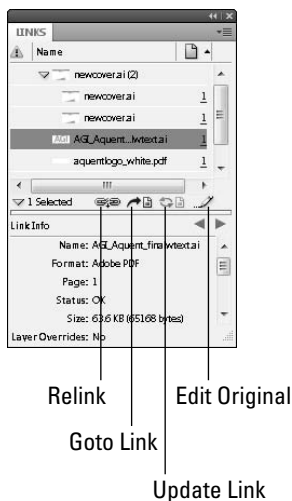 LINKS
Name
newcover.ai (2)
newcover.ai 1
newcover.ai 1
AGI AGI_Aquent...lwtext.ai 1
aquentlogo_white.pdf 1
1 Selected
Link Info
Name: AGI_Aquent_finalwtext.ai
Format: Adobe PDF
Page: 1
Status: OK
Size: 63.6 KB (65168 bytes)
Layer Overrides: No
Relink
Edit Original
Goto Link
Update Link